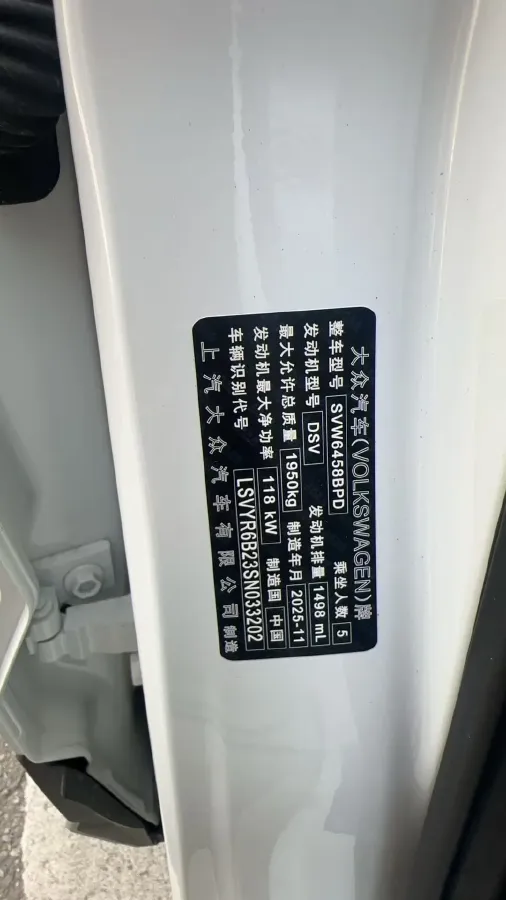 大众汽车(VOLKSWAGEN)牌
整车型号 SVW6458BPD 乘坐人数 5
发动机型号 DSV 发动机排量 1498 mL
最大允许总质量 1950kg 制造年月 2025-11
发动机最大净功率 118 kW 制造国 中国
车辆识别代号 LSVYR6B23SN033202
上汽大众汽车有限公司 制造